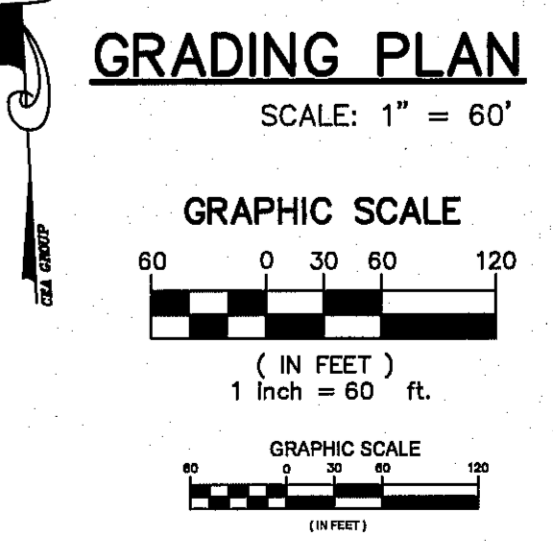 GRADING PLAN
SCALE: 1" = 60'
CEA GROUP
GRAPHIC SCALE
60 0 30 60 120
( IN FEET )
1 inch = 60 ft.
GRAPHIC SCALE
60 0 30 60 120
( IN FEET )